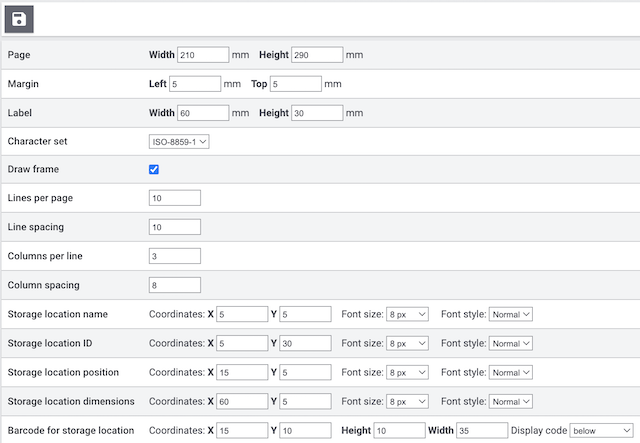 Page Width 210 mm Height 290 mm
Margin Left 5 mm Top 5 mm
Label Width 60 mm Height 30 mm
Character set ISO-8859-1
Draw frame
Lines per page 10
Line spacing 10
Columns per line 3
Column spacing 8
Storage location name Coordinates: X 5 Y 5 Font size: 8 px Font style: Normal
Storage location ID Coordinates: X 5 Y 30 Font size: 8 px Font style: Normal
Storage location position Coordinates: X 15 Y 5 Font size: 8 px Font style: Normal
Storage location dimensions Coordinates: X 60 Y 5 Font size: 8 px Font style: Normal
Barcode for storage location Coordinates: X 15 Y 10 Height 10 Width 35 Display code below